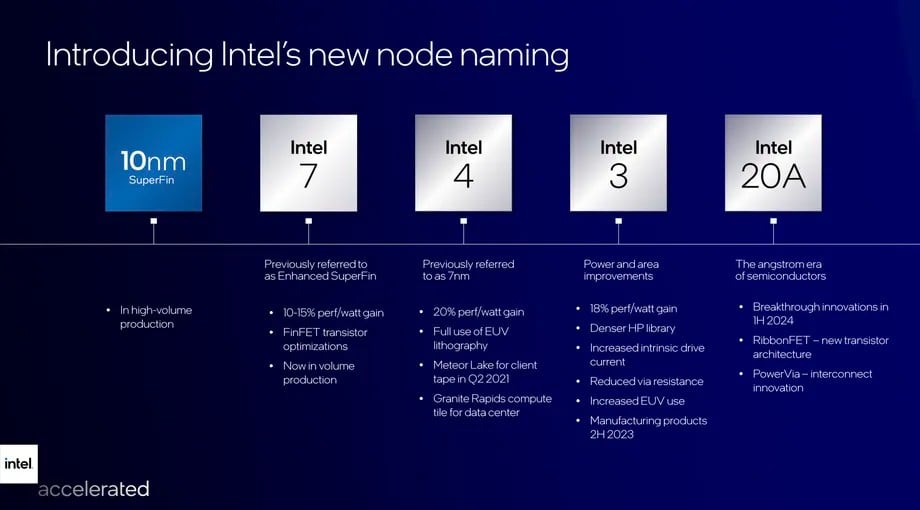 Introducing Intel's new node naming
10nm
SuperFin
Intel
7
Intel
4
Intel
3
Intel
20A
• In high-volume
production
Previously referred to
as Enhanced SuperFin
• 10-15% perf/watt gain
• FinFET transistor
optimizations
• Now in volume
production
Previously referred
to as 7nm
• 20% perf/watt gain
• Full use of EUV
lithography
• Meteor Lake for client
tape in Q2 2021
• Granite Rapids compute
tile for data center
Power and area
improvements
• 18% perf/watt gain
• Denser HP library
• Increased intrinsic drive
current
• Reduced via resistance
• Increased EUV use
• Manufacturing products
2H 2023
The angstrom era
of semiconductors
• Breakthrough innovations in
1H 2024
• RibbonFET – new transistor
architecture
• PowerVia – interconnect
innovation
intel.
accelerated